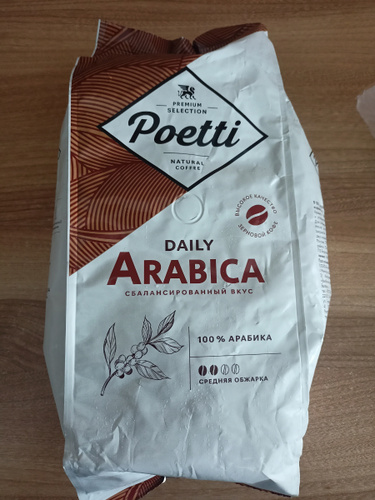 PREMIUM
SELECTION
Poetti
NATURAL
COFFEE
ВЫСОКОЕ КАЧЕСТВО
ЗЕРНОВОЙ КОФЕ
DAILY
ARABICA
СБАЛАНСИРОВАННЫЙ ВКУС
100% АРАБИКА
СРЕДНЯЯ ОБЖАРКА